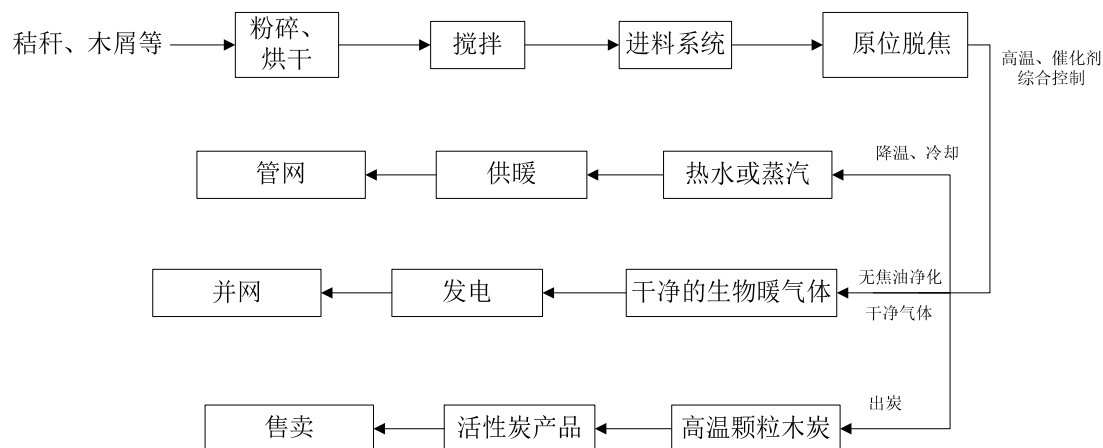 秸秆、木屑等
粉碎、
烘干
搅拌
进料系统
原位脱焦
高温、催化剂
综合控制
降温、冷却
管网
供暖
热水或蒸汽
无焦油净化
并网
发电
干净的生物暖气体
干净气体
出炭
售卖
活性炭产品
高温颗粒木炭